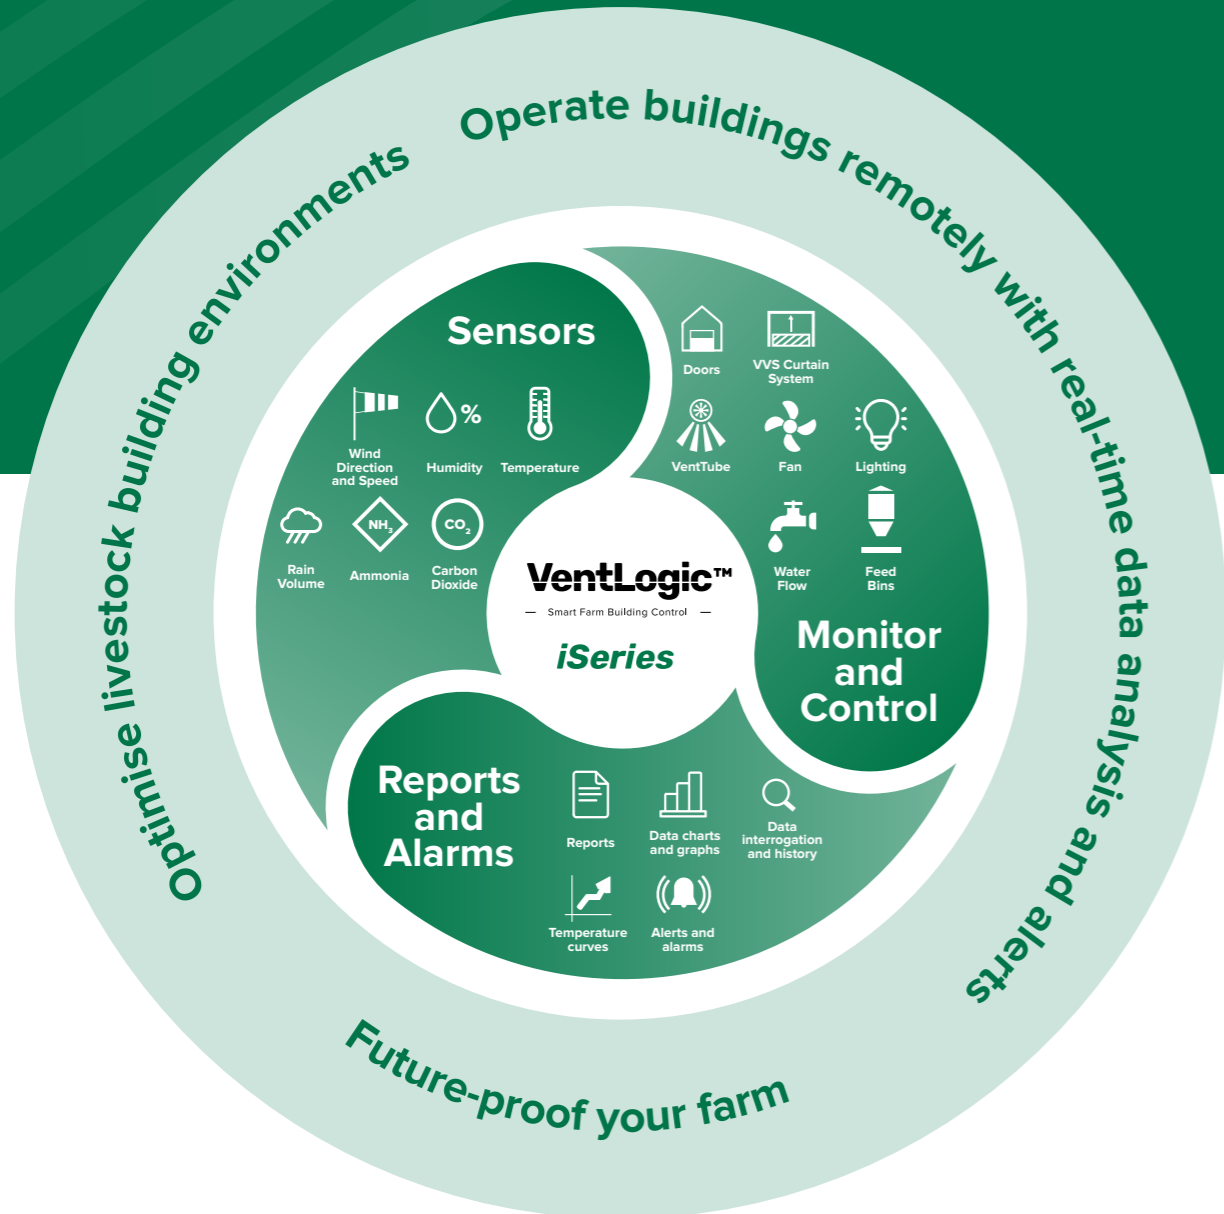 Optimise livestock building environments
Operate buildings remotely with real-time data analysis and alerts
Future-proof your farm
Sensors
Wind
Direction
and Speed
Humidity
%
Temperature
Rain
Volume
NH₃
Ammonia
CO₂
Carbon
Dioxide
Doors
VVS Curtain
System
VentTube
Fan
Lighting
Water
Flow
Feed
Bins
Monitor
and
Control
VentLogic™
Smart Farm Building Control
iSeries
Reports
and
Alarms
Reports
Data charts
and graphs
Data
interrogation
and history
Temperature
curves
Alerts and
alarms